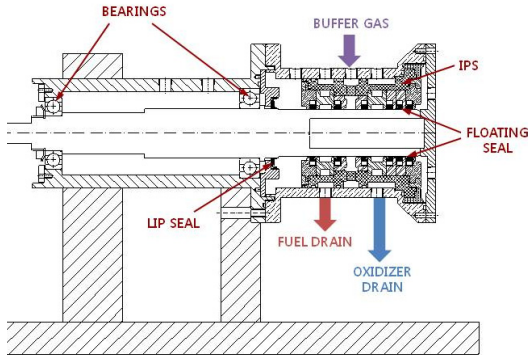 BEARINGS
BUFFER GAS
IPS
FLOATING
SEAL
LIP SEAL
FUEL DRAIN
OXIDIZER
DRAIN